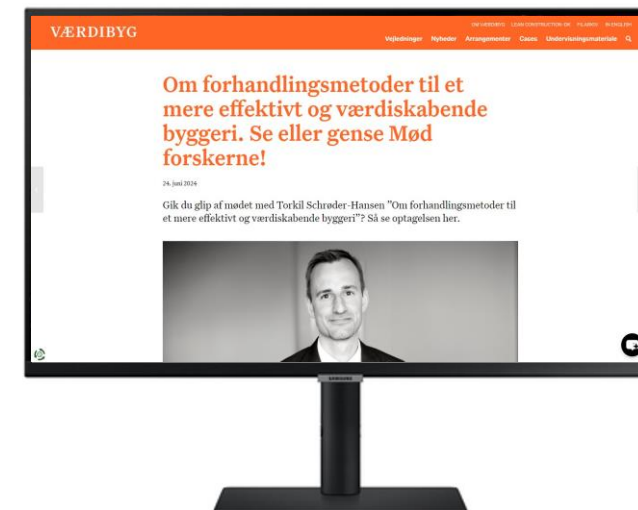 VÆRDIBYG
OM VÆRDIBYG LEAN CONSTRUCTION-DK TILMELD IN ENGLISH
Vejledninger Nyheder Arrangementer Cases Undervisningsmateriale
Om forhandlingsmetoder til et
mere effektivt og værdiskabende
byggeri. Se eller gense Mød
forskerne!
24. juni 2024
Gik du glip af mødet med Torkil Schrøder-Hansen ”Om forhandlingsmetoder til
et mere effektivt og værdiskabende byggeri”? Så se optagelsen her.
SAMSUNG